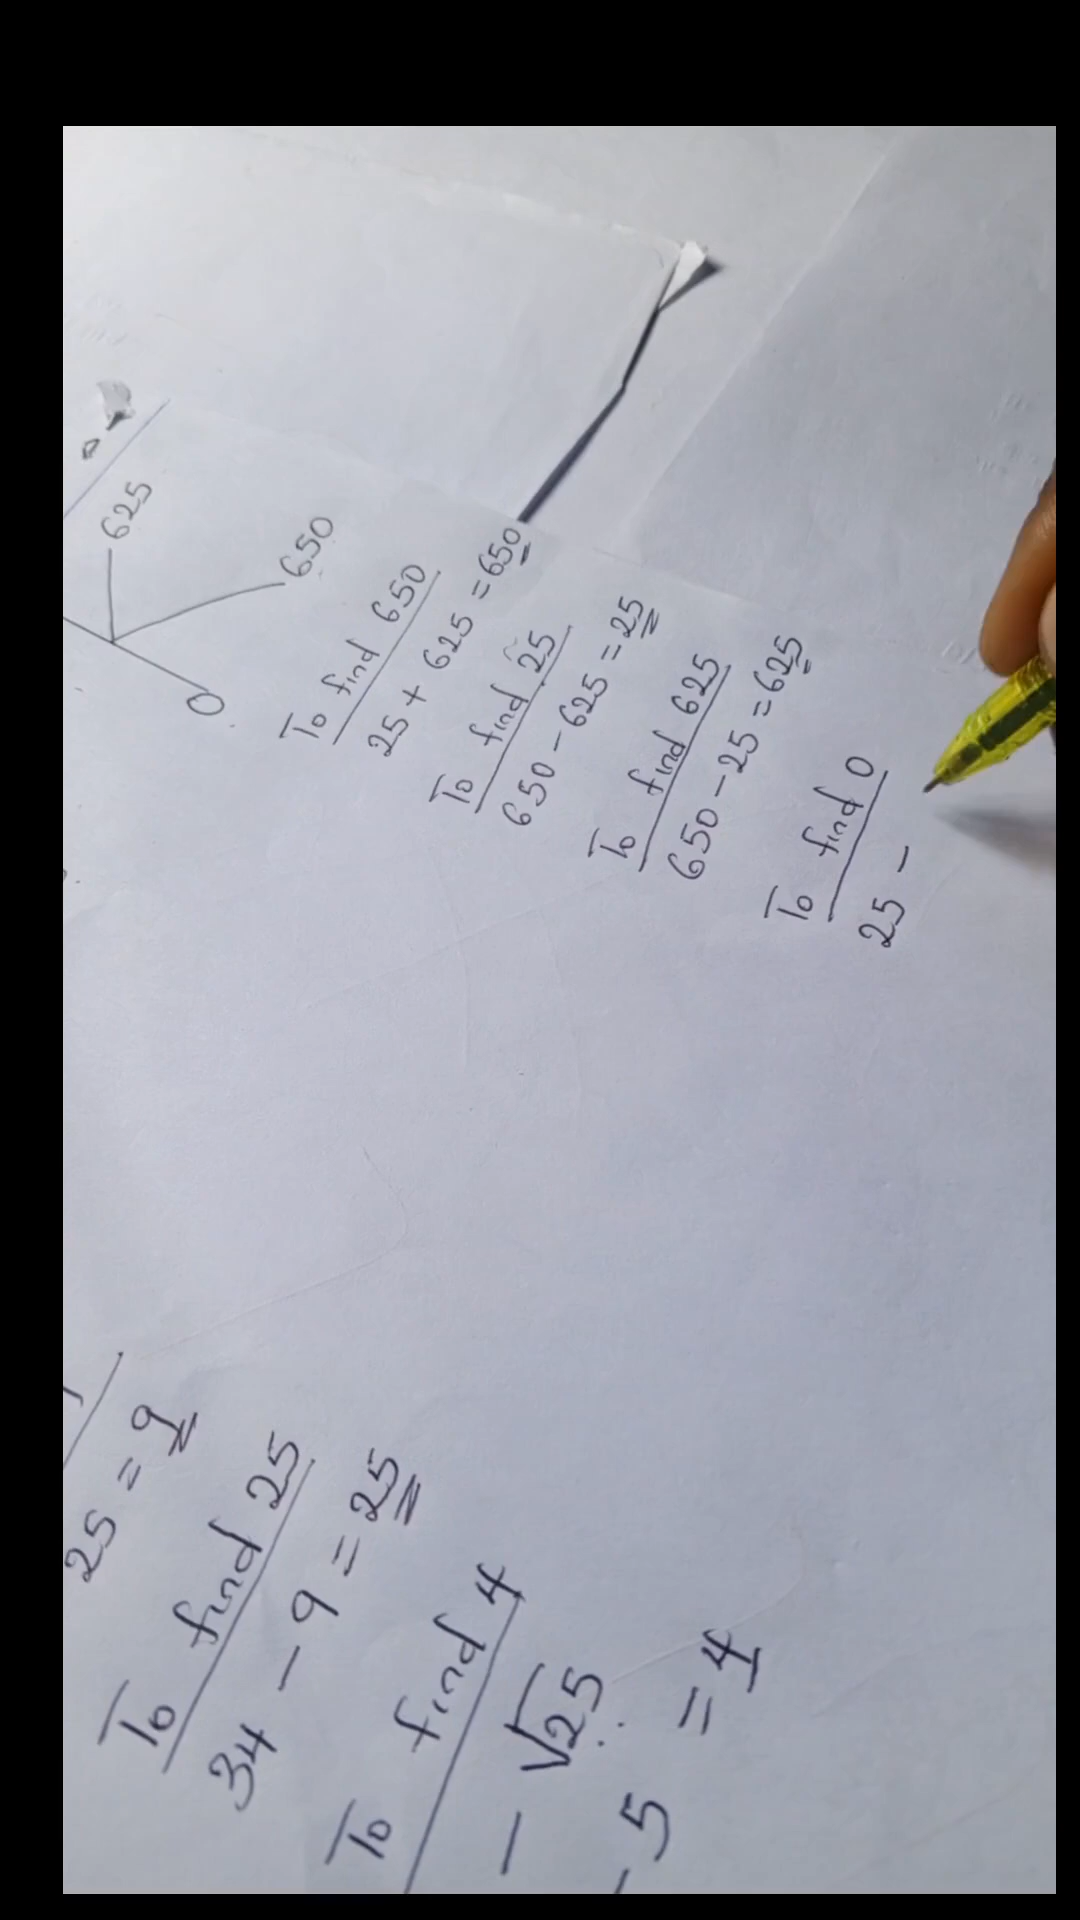 625
650
0
To find 650
25 + 625 = 650
To find 25
650 - 625 = 25
To find 625
650 - 25 = 625
To find 0
25 -
25 = 9
To find 25
34 - 9 = 25
To find 4
- √25
- 5 = 4